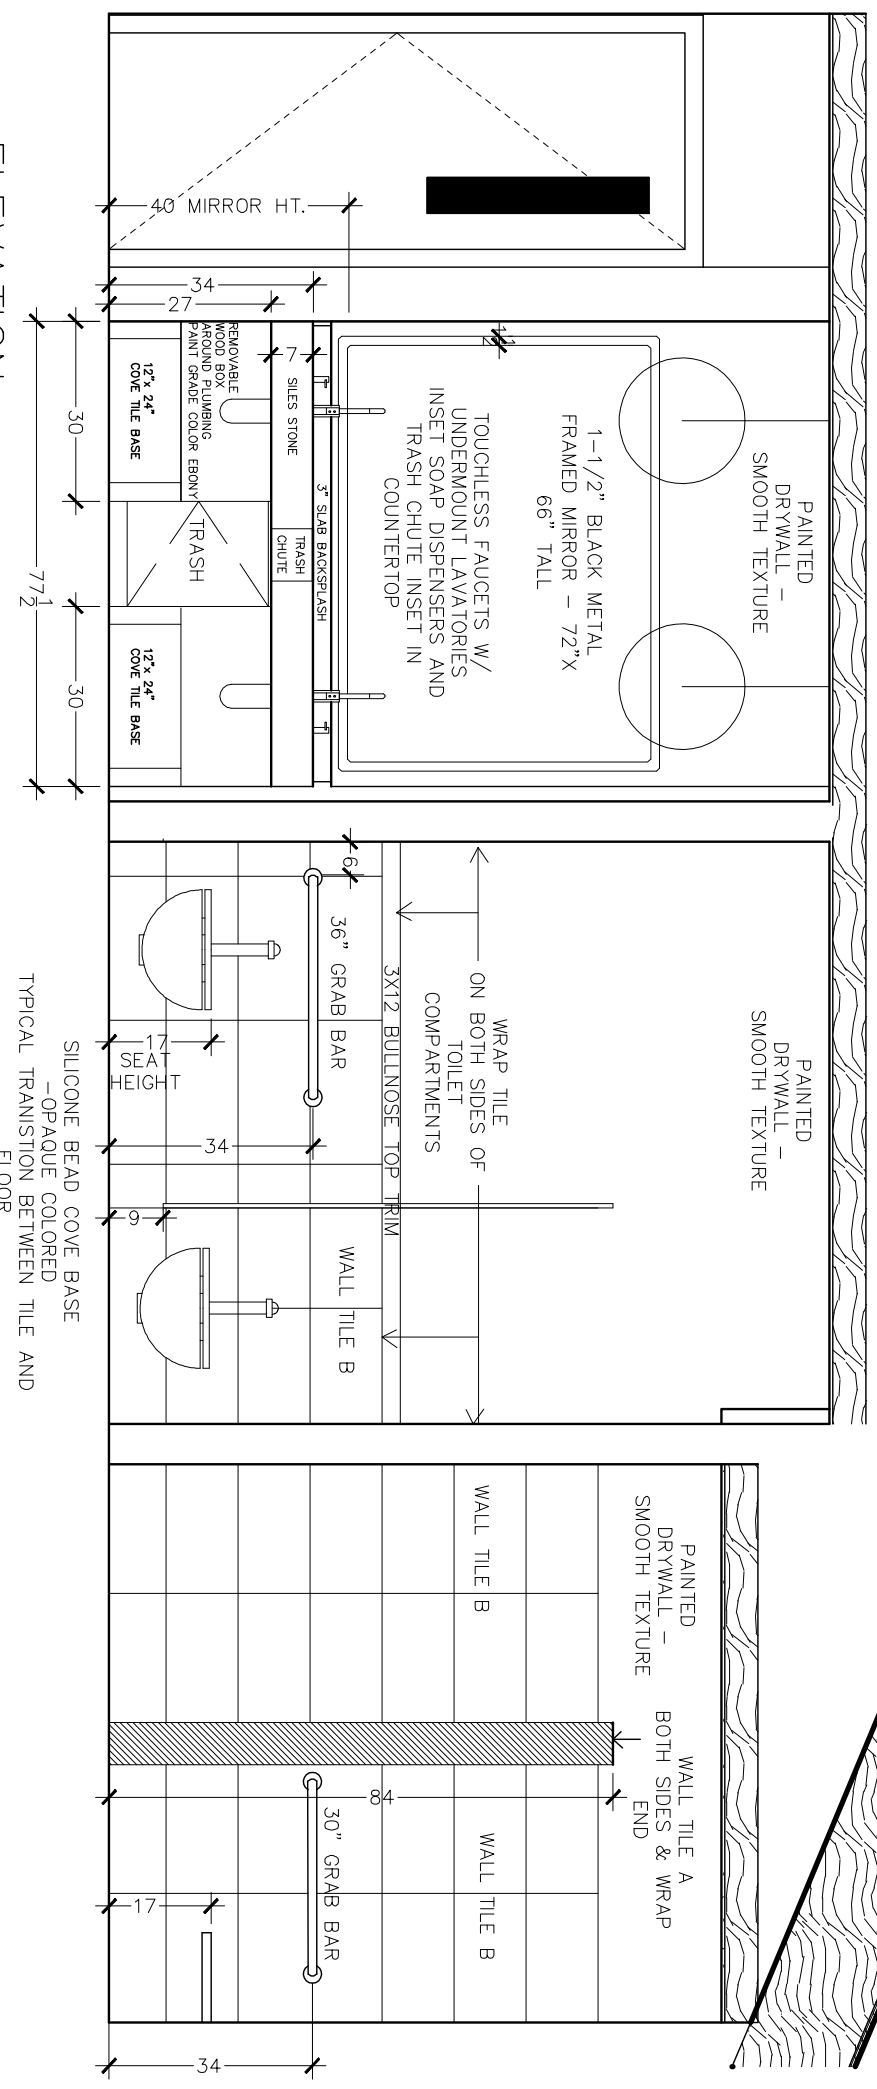 PAINTED
DRYWALL -
SMOOTH TEXTURE
1-1/2" BLACK METAL
FRAMED MIRROR - 72"X
66" TALL
TOUCHLESS FAUCETS W/
UNDERMOUNT LAVATORIES
INSET SOAP DISPENSERS AND
TRASH CHUTE INSET IN
COUNTERTOP
40 MIRROR HT.
34
27
7
3" SLAB BACKSPLASH
SILES STONE
TRASH
CHUTE
REMOVABLE
WOOD BOX
AROUND PLUMBING
PAINT GRADE COLOR EBONY
TRASH
12"x 24"
COVE TILE BASE
12"x 24"
COVE TILE BASE
30
30
77 1/2
PAINTED
DRYWALL -
SMOOTH TEXTURE
WRAP TILE
ON BOTH SIDES OF
TOILET
COMPARTMENTS
3X12 BULLNOSE TOP TRIM
6
36" GRAB BAR
WALL TILE B
17
SEAT
HEIGHT
34
9
SILICONE BEAD COVE BASE
-OPAQUE COLORED
TYPICAL TRANISTION BETWEEN TILE AND
FLOOR
PAINTED
DRYWALL -
SMOOTH TEXTURE
WALL TILE A
BOTH SIDES & WRAP
END
WALL TILE B
WALL TILE B
84
30" GRAB BAR
17
34
ELEVATION